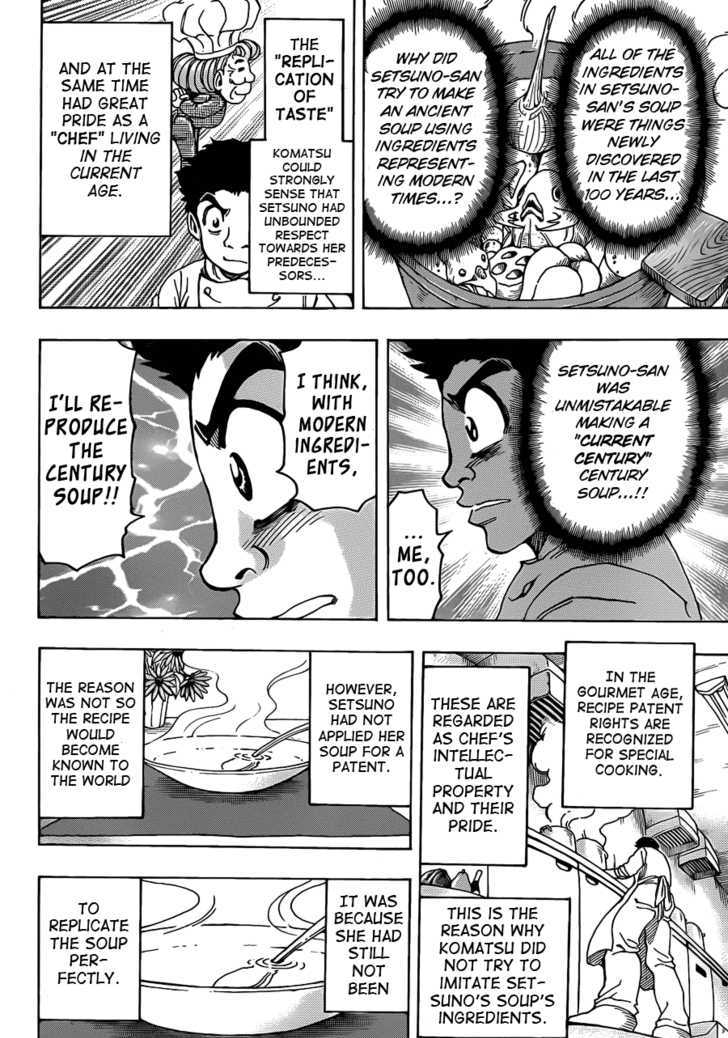 ALL OF THE
INGREDIENTS
IN SETSUNO-
SAN'S SOUP
WERE THINGS
NEWLY
DISCOVERED
IN THE LAST
100 YEARS...
WHY DID
SETSUNO-SAN
TRY TO MAKE
AN ANCIENT
SOUP USING
INGREDIENTS
REPRESENT-
ING MODERN
TIMES...?
THE
"REPLI-
CATION
OF
TASTE"
KOMATSU
COULD
STRONGLY
SENSE THAT
SETSUNO HAD
UNBOUNDED
RESPECT
TOWARDS HER
PREDECES-
SORS...
AND AT THE
SAME TIME
HAD GREAT
PRIDE AS A
"CHEF" LIVING
IN THE
CURRENT
AGE.
SETSUNO-SAN
WAS
UNMISTAKABLE
MAKING A
"CURRENT
CENTURY"
CENTURY
SOUP...!!
...
ME,
TOO.
I THINK,
WITH
MODERN
INGREDI-
ENTS,
I'LL RE-
PRODUCE
THE
CENTURY
SOUP!!
IN THE
GOURMET AGE,
RECIPE PATENT
RIGHTS ARE
RECOGNIZED
FOR SPECIAL
COOKING.
THESE ARE
REGARDED
AS CHEF'S
INTELLEC-
TUAL
PROPERTY
AND THEIR
PRIDE.
THIS IS THE
REASON WHY
KOMATSU DID
NOT TRY TO
IMITATE SET-
SUNO'S SOUP'S
INGREDIENTS.
HOWEVER,
SETSUNO
HAD NOT
APPLIED HER
SOUP FOR A
PATENT.
THE REASON
WAS NOT SO
THE RECIPE
WOULD
BECOME
KNOWN TO
THE WORLD
IT WAS
BECAUSE
SHE HAD
STILL
NOT
BEEN
TO
REPLICATE
THE SOUP
PER-
FECTLY.